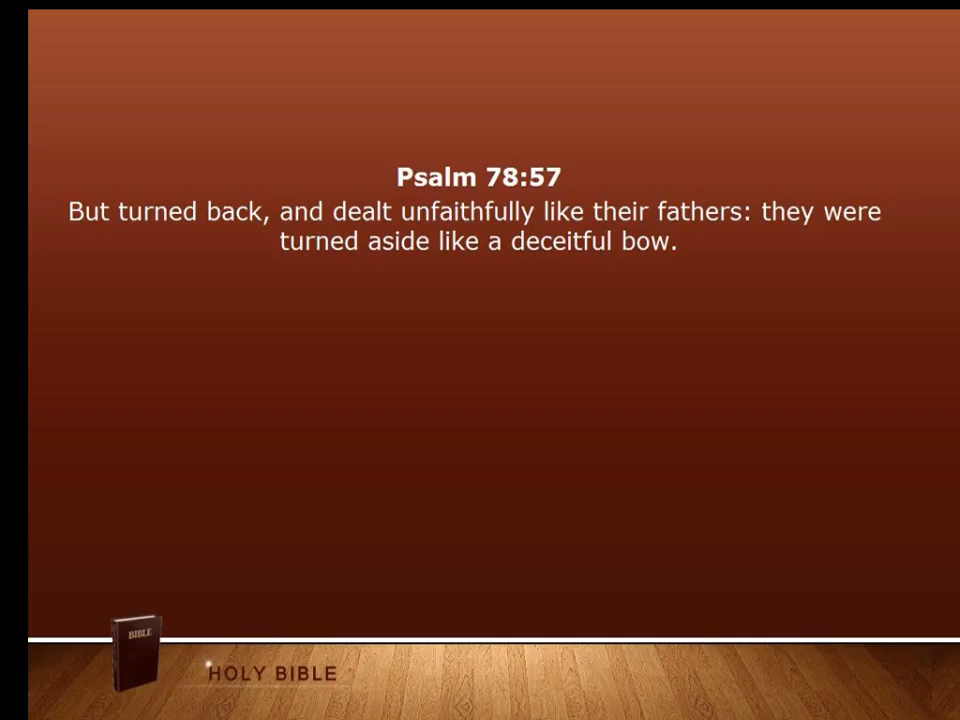 Psalm 78:57
But turned back, and dealt unfaithfully like their fathers: they were
turned aside like a deceitful bow.
BIBLE
HOLY BIBLE